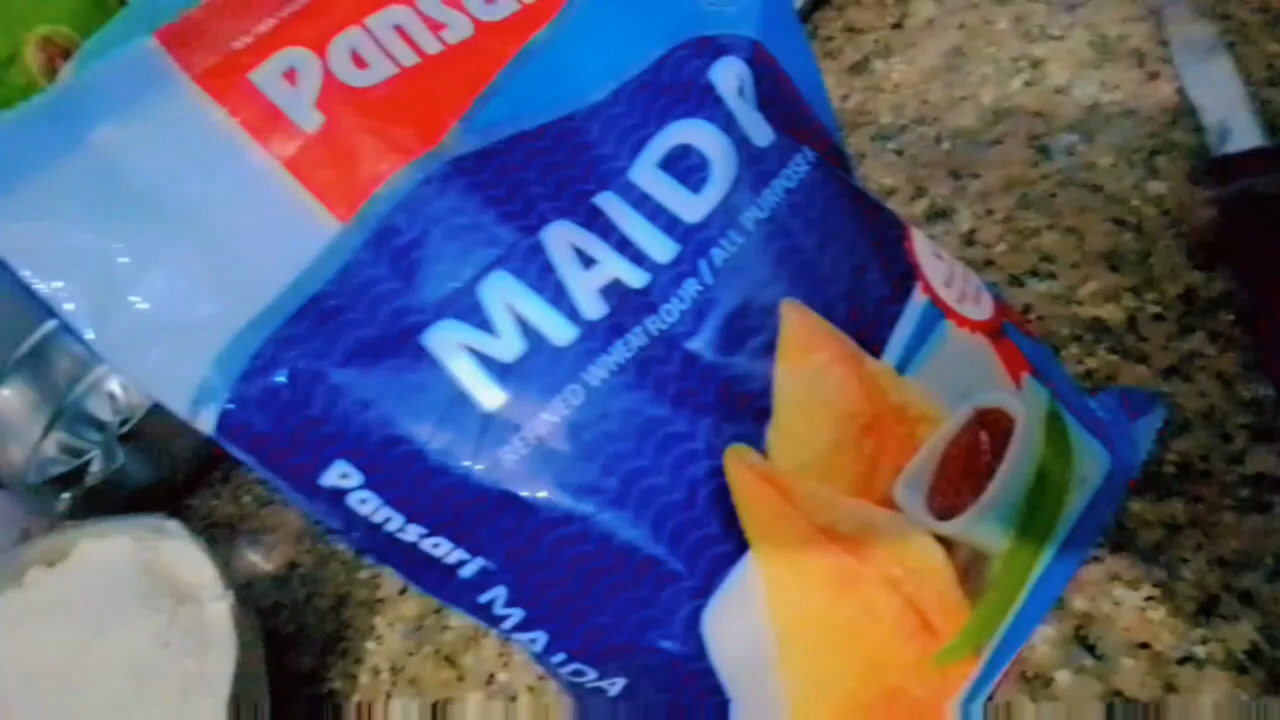 Pansari
MAIDA
REFINED WHEAT FLOUR / ALL PURPOSE
Pansari MAIDA